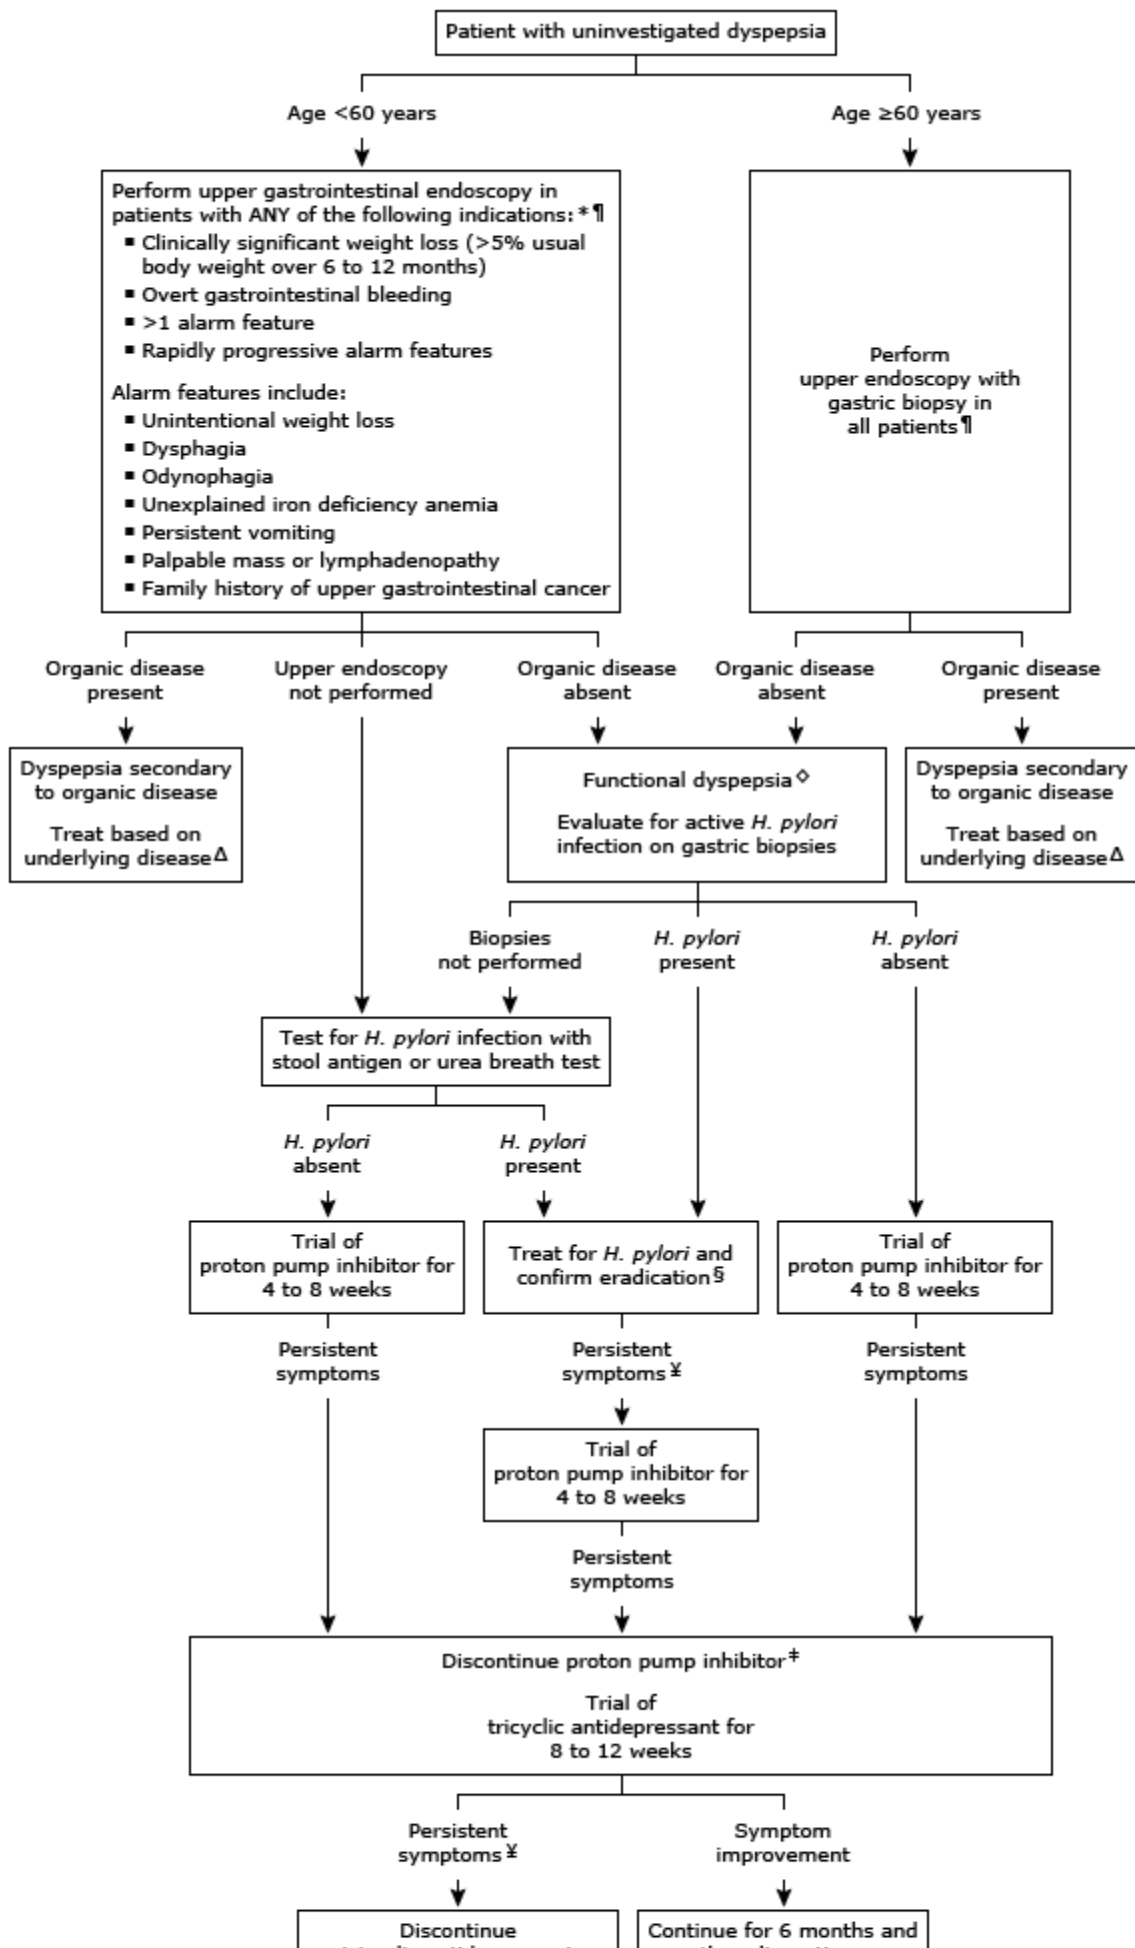 Patient with uninvestigated dyspepsia
Age <60 years
Age ≥60 years
Perform upper gastrointestinal endoscopy in
patients with ANY of the following indications:*¶
▪ Clinically significant weight loss (>5% usual
body weight over 6 to 12 months)
▪ Overt gastrointestinal bleeding
▪ >1 alarm feature
▪ Rapidly progressive alarm features
Alarm features include:
▪ Unintentional weight loss
▪ Dysphagia
▪ Odynophagia
▪ Unexplained iron deficiency anemia
▪ Persistent vomiting
▪ Palpable mass or lymphadenopathy
▪ Family history of upper gastrointestinal cancer
Perform
upper endoscopy with
gastric biopsy in
all patients¶
Organic disease
present
Upper endoscopy
not performed
Organic disease
absent
Organic disease
absent
Organic disease
present
Dyspepsia secondary
to organic disease
Treat based on
underlying disease Δ
Functional dyspepsia ◇
Evaluate for active H. pylori
infection on gastric biopsies
Dyspepsia secondary
to organic disease
Treat based on
underlying disease Δ
Biopsies
not performed
H. pylori
present
H. pylori
absent
Test for H. pylori infection with
stool antigen or urea breath test
H. pylori
absent
H. pylori
present
Trial of
proton pump inhibitor for
4 to 8 weeks
Treat for H. pylori and
confirm eradication §
Trial of
proton pump inhibitor for
4 to 8 weeks
Persistent
symptoms
Persistent
symptoms ¥
Persistent
symptoms
Trial of
proton pump inhibitor for
4 to 8 weeks
Persistent
symptoms
Discontinue proton pump inhibitor ‡
Trial of
tricyclic antidepressant for
8 to 12 weeks
Persistent
symptoms ¥
Symptom
improvement
Discontinue
Continue for 6 months and